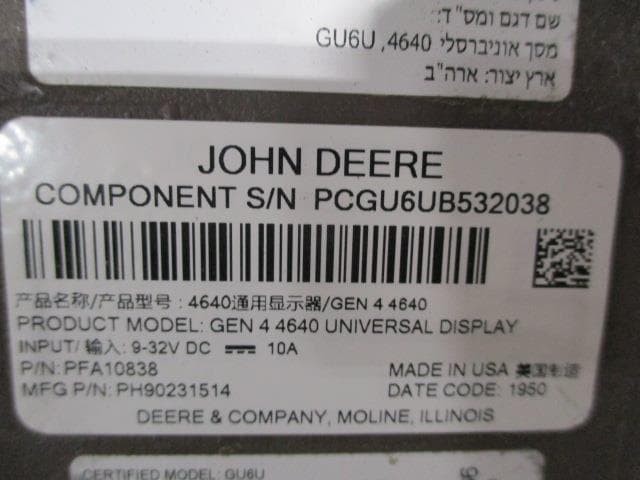 שם דגם ומס"ד:
מסך אוניברסלי 4640, GU6U
ארץ יצור: ארה"ב
JOHN DEERE
COMPONENT S/N PCGU6UB532038
产品名称/产品型号: 4640通用显示器/GEN 4 4640
PRODUCT MODEL: GEN 4 4640 UNIVERSAL DISPLAY
INPUT/ 输入: 9-32V DC 10A
P/N: PFA10838
MADE IN USA 美国制造
MFG P/N: PH90231514
DATE CODE: 1950
DEERE & COMPANY, MOLINE, ILLINOIS
CERTIFIED MODEL: GU6U